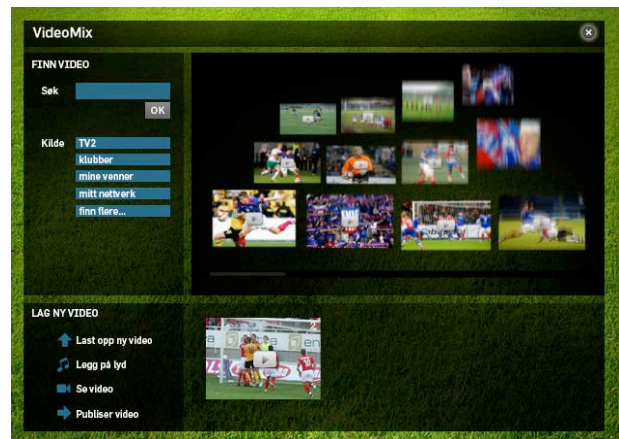 VideoMix
FINN VIDEO
Søk
OK
Kilde
TV2
klubber
mine venner
mitt nettverk
finn flere...
LAG NY VIDEO
Last opp ny video
Legg på lyd
Se video
Publiser video